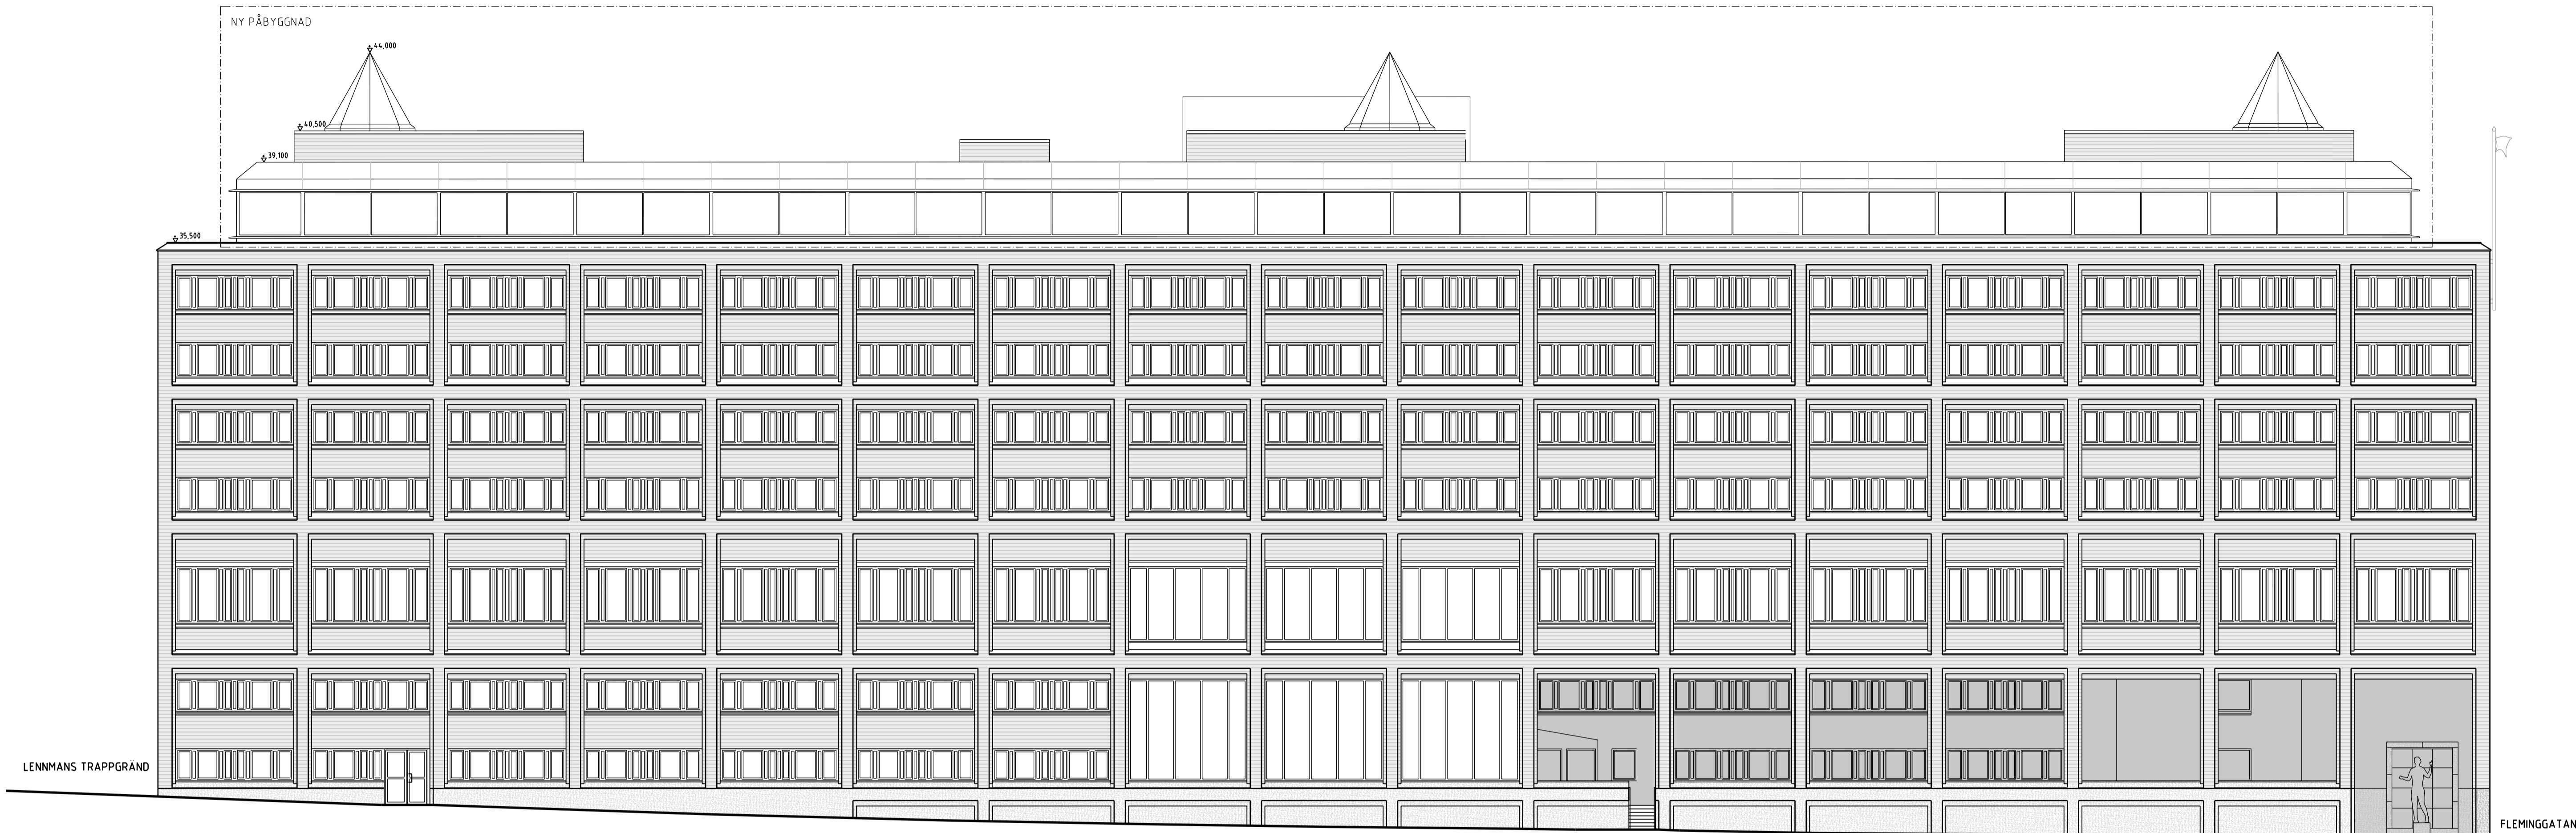 NY PÅBYGGNAD
44,000
40,500
39,100
35,500
LENNMANS TRAPPGRÄND
FLEMINGGATAN